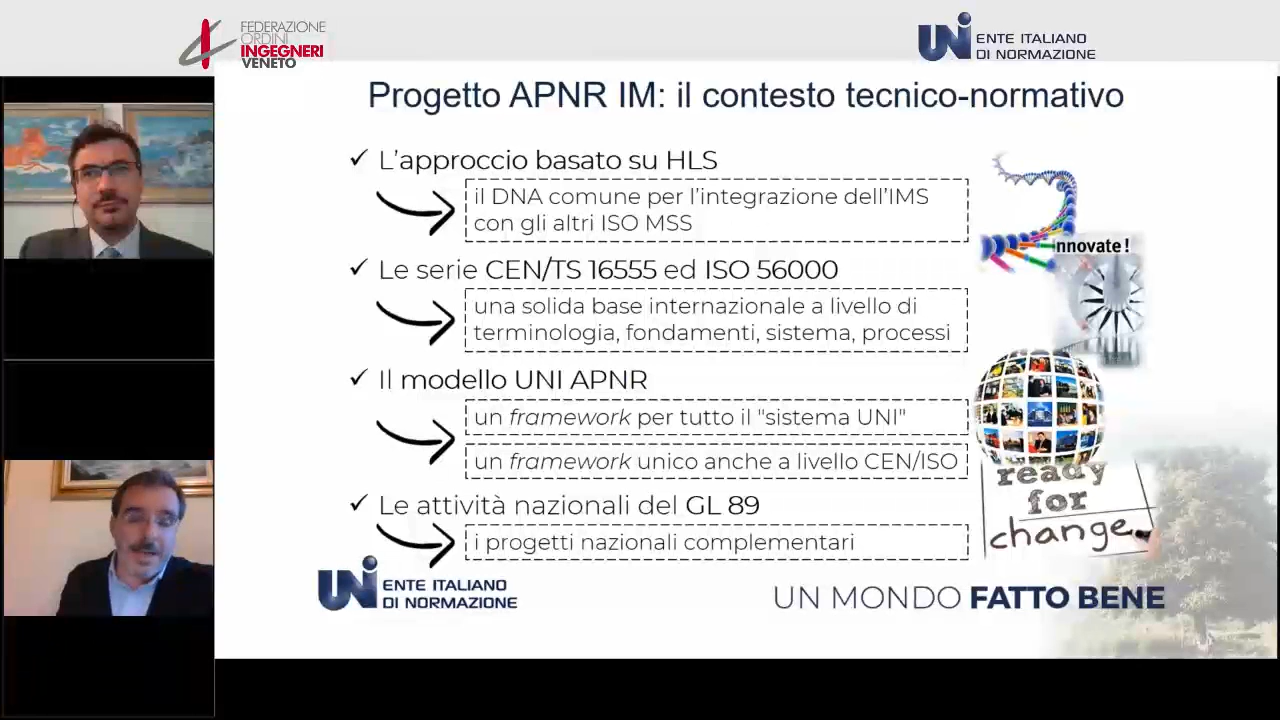 FEDERAZIONE
ORDINI
INGEGNERI
VENETO
UNI ENTE ITALIANO
DI NORMAZIONE
Progetto APNR IM: il contesto tecnico-normativo
✓ L'approccio basato su HLS
il DNA comune per l'integrazione dell'IMS
con gli altri ISO MSS
nnovate!
✓ Le serie CEN/TS 16555 ed ISO 56000
una solida base internazionale a livello di
terminologia, fondamenti, sistema, processi
✓ Il modello UNI APNR
un framework per tutto il "sistema UNI"
un framework unico anche a livello CEN/ISO
ready
for
change
✓ Le attività nazionali del GL 89
i progetti nazionali complementari
UNI ENTE ITALIANO
DI NORMAZIONE
UN MONDO FATTO BENE